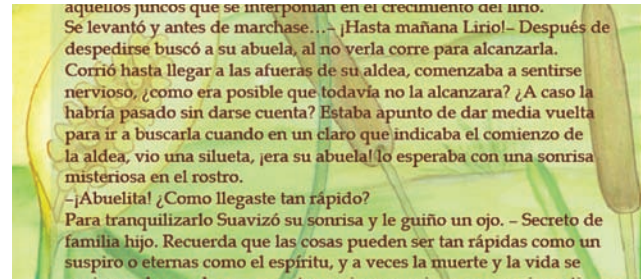 aquellos juncos que se interponían en el crecimiento del lirio.
Se levantó y antes de marchase...– ¡Hasta mañana Lirio!– Después de
despedirse buscó a su abuela, al no verla corre para alcanzarla.
Corrió hasta llegar a las afueras de su aldea, comenzaba a sentirse
nervioso, ¿como era posible que todavía no la alcanzara? ¿A caso la
habría pasado sin darse cuenta? Estaba apunto de dar media vuelta
para ir a buscarla cuando en un claro que indicaba el comienzo de
la aldea, vio una silueta, ¡era su abuela! lo esperaba con una sonrisa
misteriosa en el rostro.
–¡Abuelita! ¿Como llegaste tan rápido?
Para tranquilizarlo Suavizó su sonrisa y le guiño un ojo. – Secreto de
familia hijo. Recuerda que las cosas pueden ser tan rápidas como un
suspiro o eternas como el espíritu, y a veces la muerte y la vida se